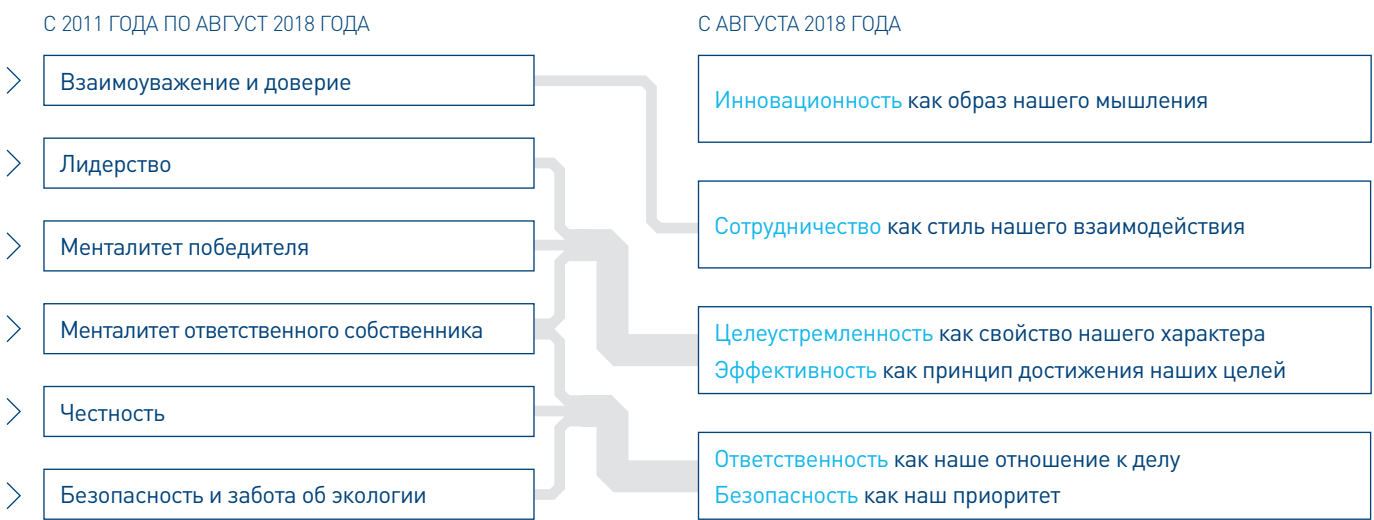 С 2011 ГОДА ПО АВГУСТ 2018 ГОДА
Взаимоуважение и доверие
Лидерство
Менталитет победителя
Менталитет ответственного собственника
Честность
Безопасность и забота об экологии
С АВГУСТА 2018 ГОДА
Инновационность как образ нашего мышления
Сотрудничество как стиль нашего взаимодействия
Целеустремленность как свойство нашего характера
Эффективность как принцип достижения наших целей
Ответственность как наше отношение к делу
Безопасность как наш приоритет